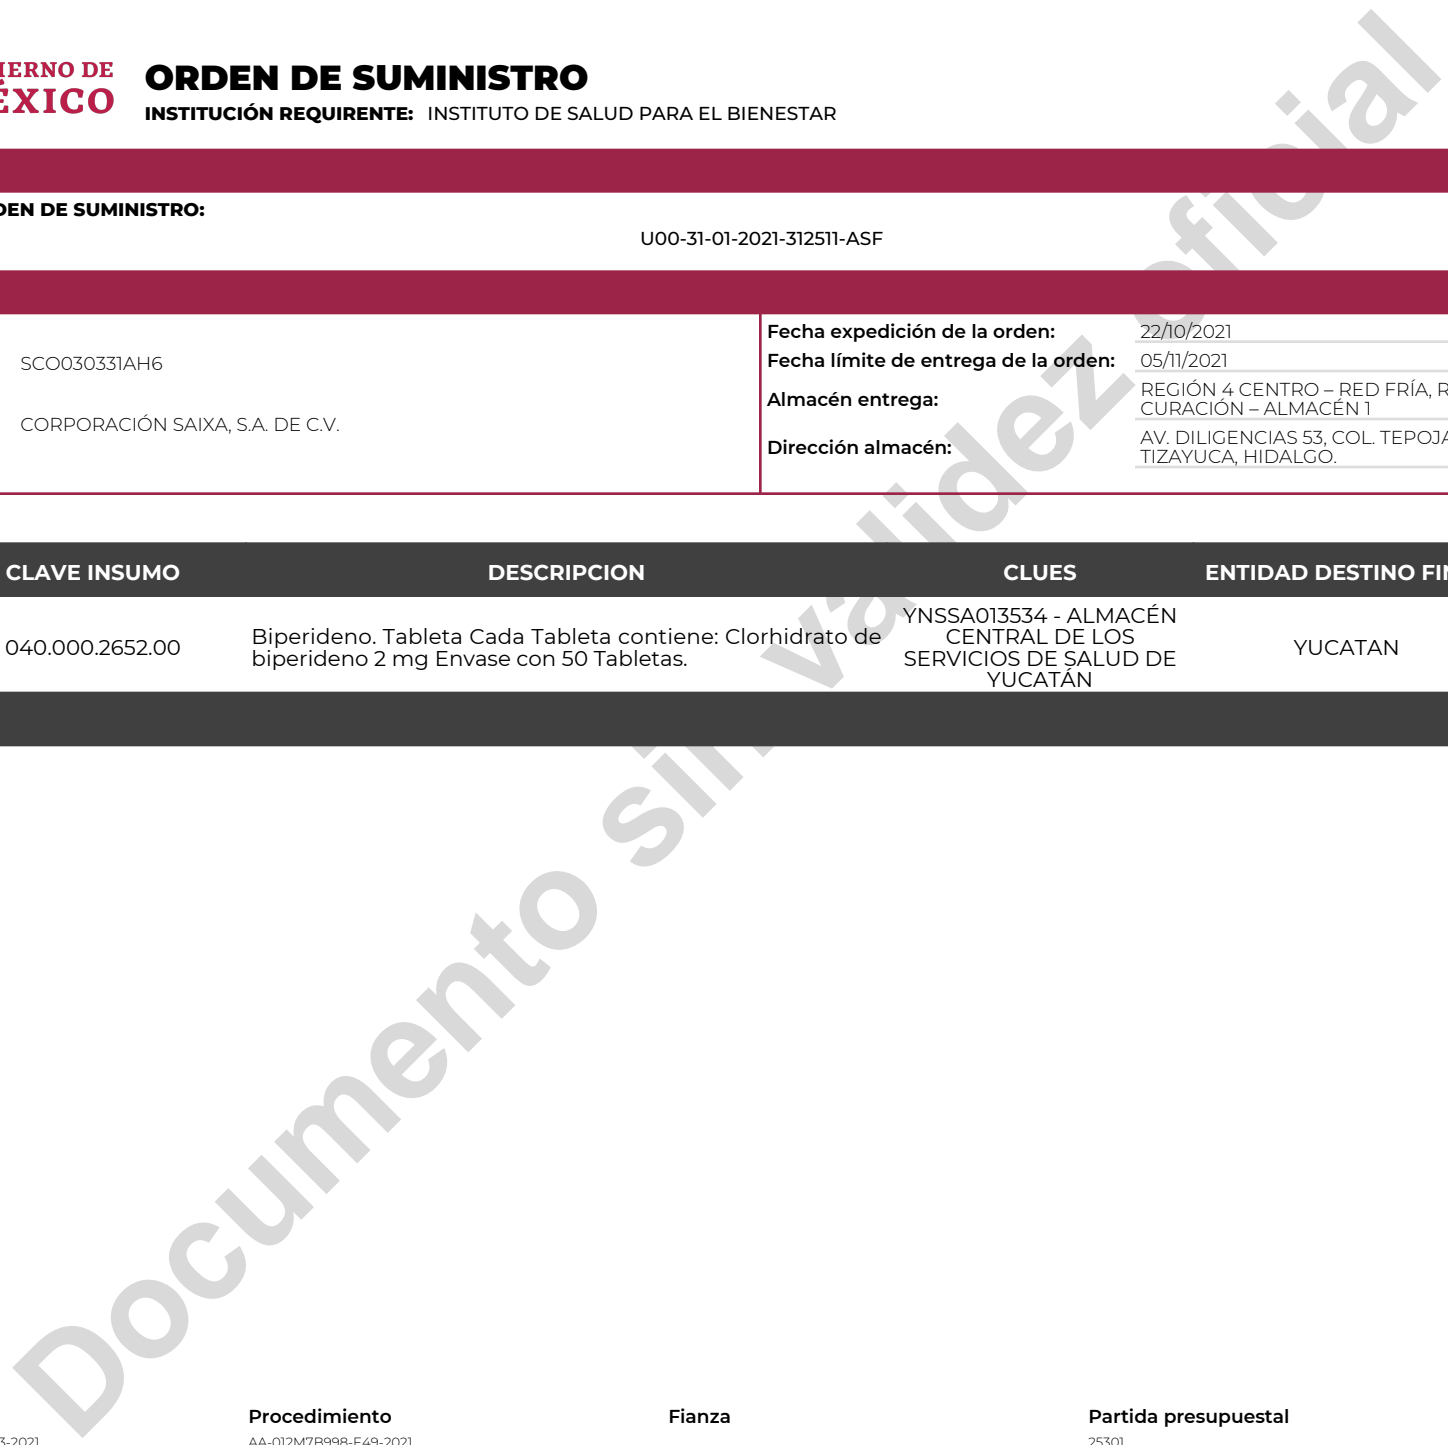 IERNO DE
ÉXICO
ORDEN DE SUMINISTRO
INSTITUCIÓN REQUIRENTE: INSTITUTO DE SALUD PARA EL BIENESTAR
DEN DE SUMINISTRO:
U00-31-01-2021-312511-ASF
SCO030331AH6
CORPORACIÓN SAIXA, S.A. DE C.V.
Fecha expedición de la orden: 22/10/2021
Fecha límite de entrega de la orden: 05/11/2021
Almacén entrega: REGIÓN 4 CENTRO – RED FRÍA, R
CURACIÓN – ALMACÉN 1
Dirección almacén: AV. DILIGENCIAS 53, COL. TEPOJA
TIZAYUCA, HIDALGO.
CLAVE INSUMO DESCRIPCION CLUES ENTIDAD DESTINO FIN
040.000.2652.00
Biperideno. Tableta Cada Tableta contiene: Clorhidrato de
biperideno 2 mg Envase con 50 Tabletas.
YNSSA013534 - ALMACÉN
CENTRAL DE LOS
SERVICIOS DE SALUD DE
YUCATÁN
YUCATAN
Documento sin validez oficial
Procedimiento Fianza Partida presupuestal
3-2021 AA-012M7B998-E49-2021 25301